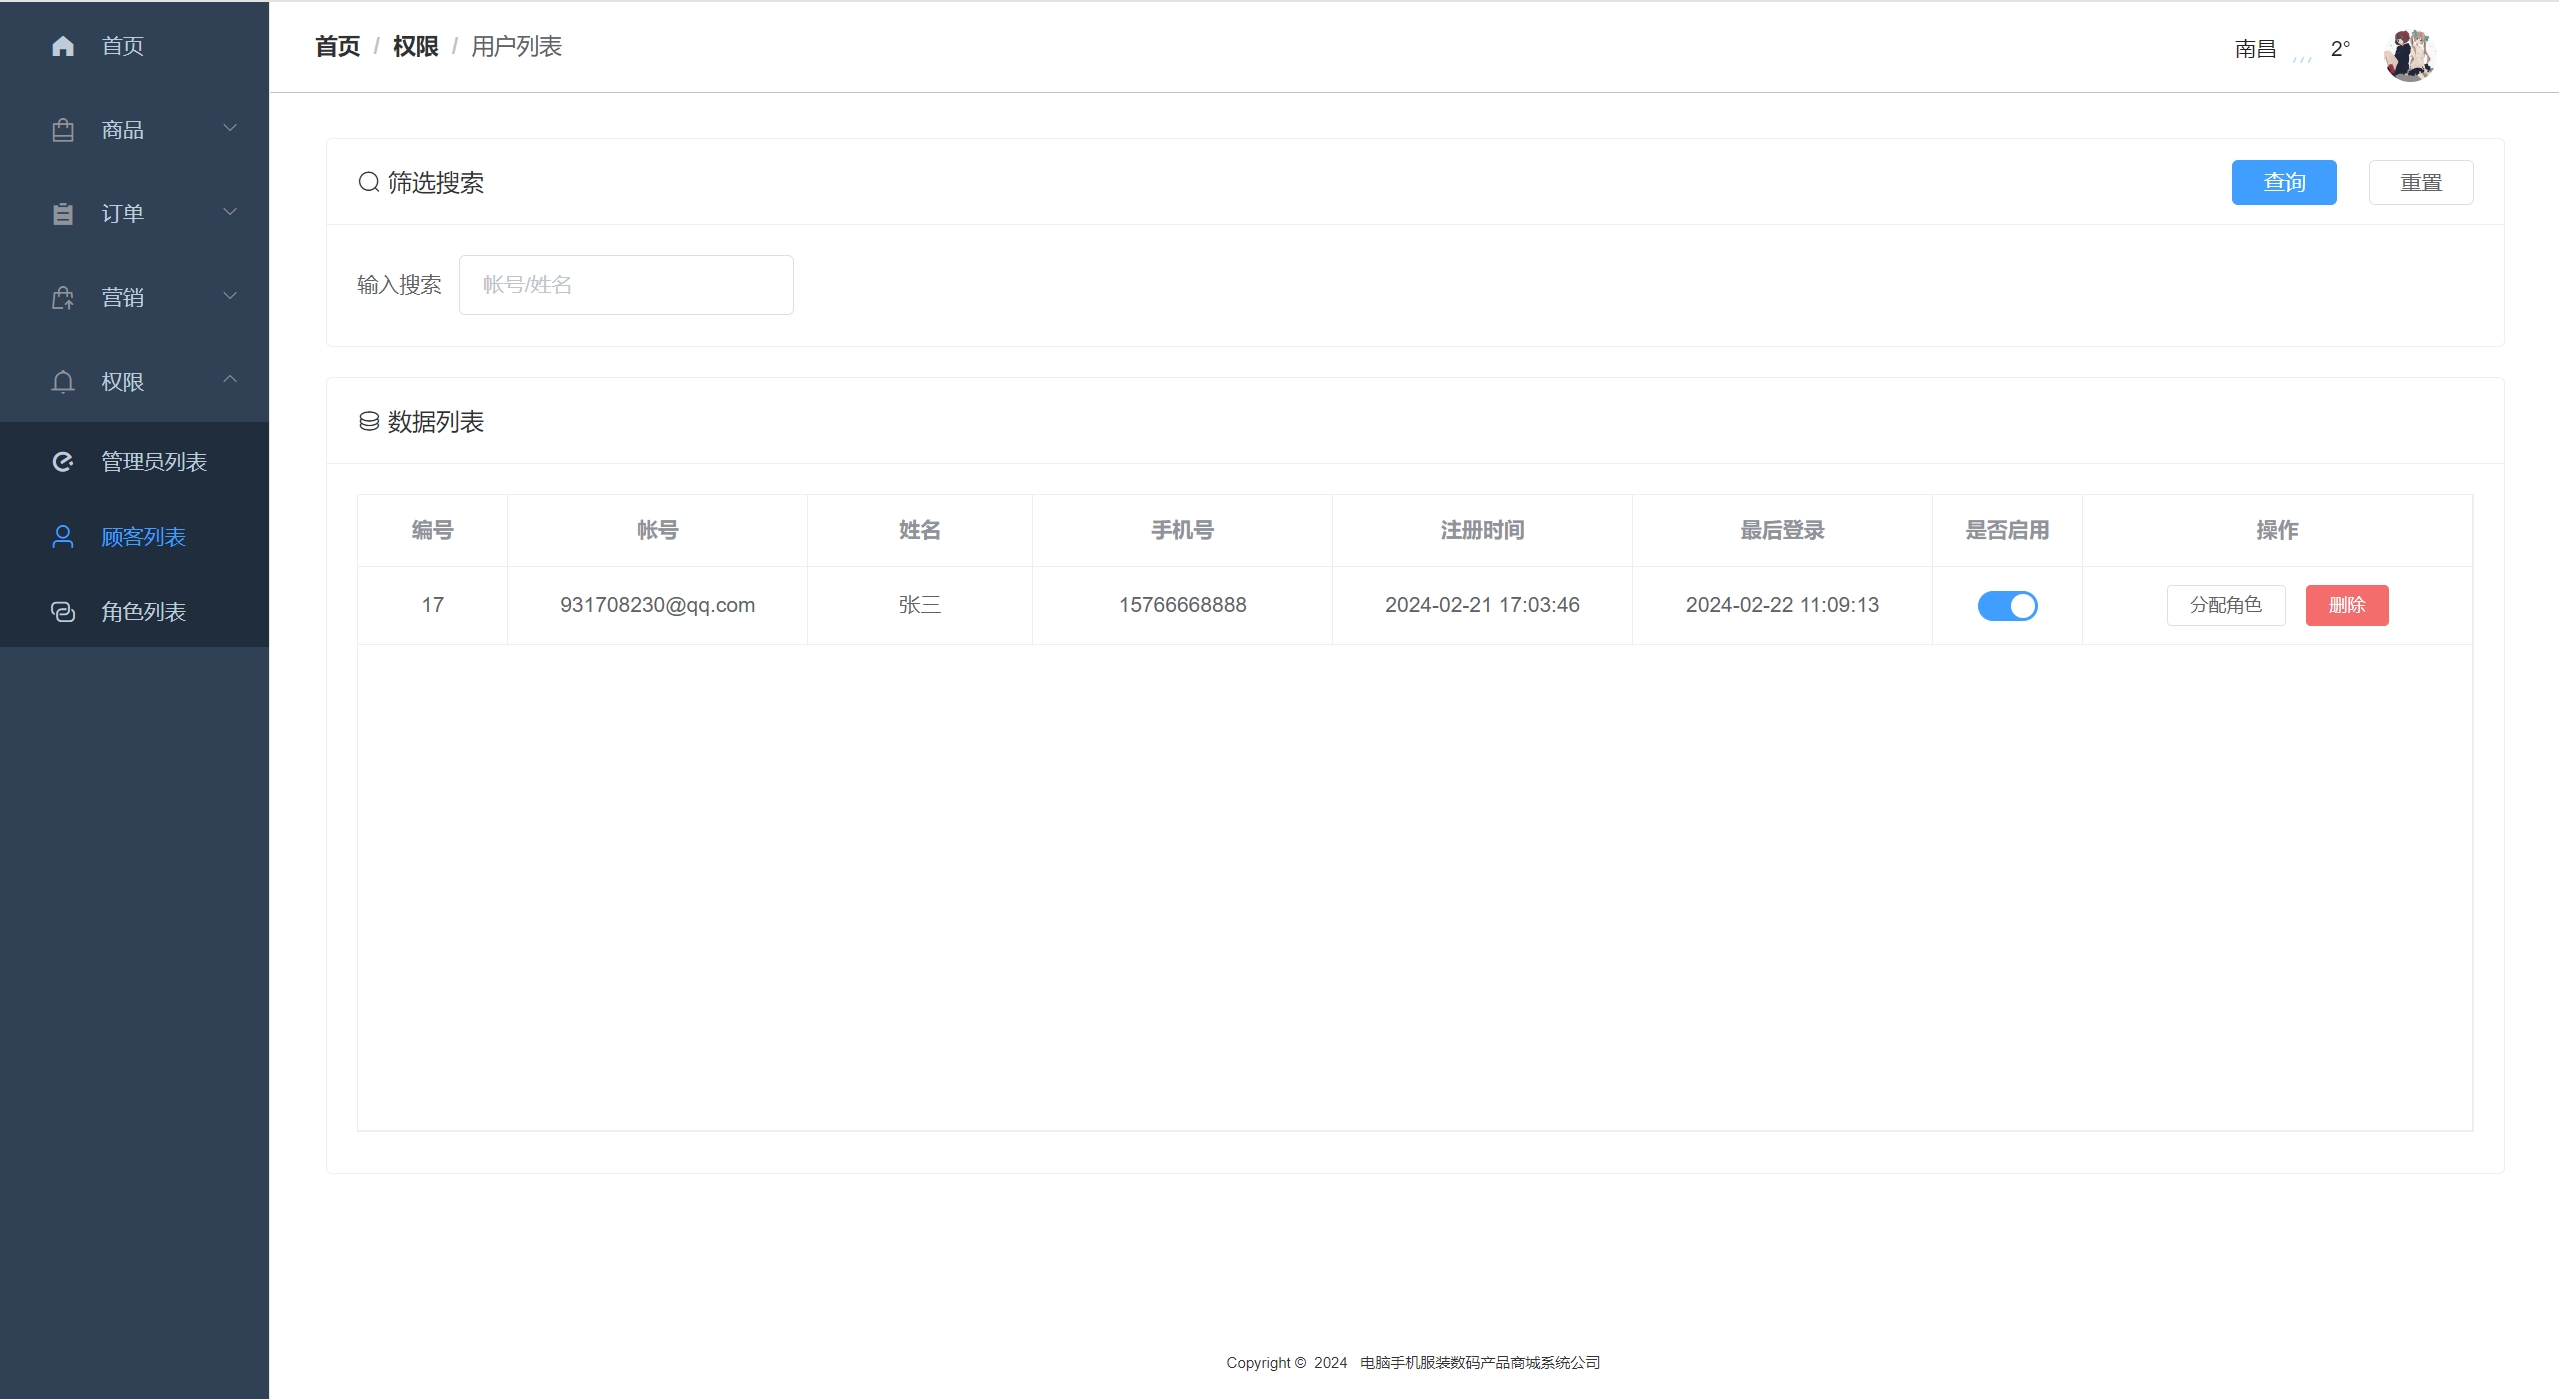 首页
商品
订单
营销
权限
管理员列表
顾客列表
角色列表
首页 / 权限 / 用户列表
南昌 2°
筛选搜索 查询 重置
输入搜索 帐号/姓名
数据列表
编号 帐号 姓名 手机号 注册时间 最后登录 是否启用 操作
17 931708230@qq.com 张三 15766668888 2024-02-21 17:03:46 2024-02-22 11:09:13 分配角色 删除
Copyright © 2024 电脑手机服装数码产品商城系统公司